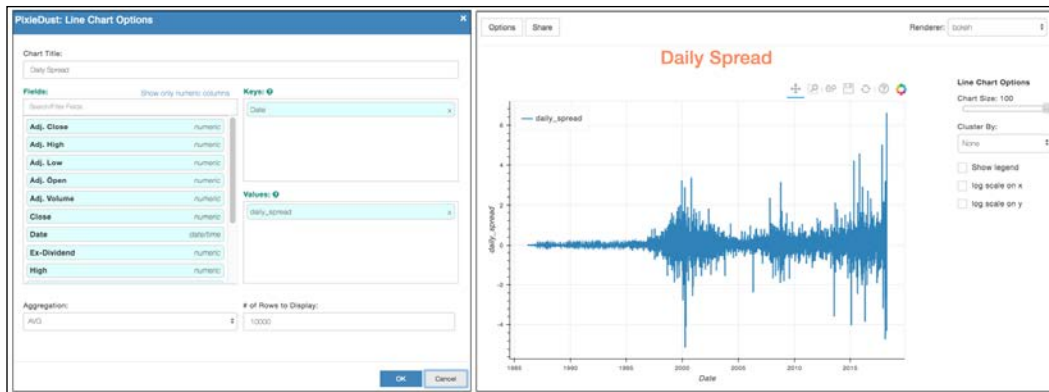 PixieDust: Line Chart Options
×
Chart Title:
Daily Spread
Fields:
Show only numeric columns
Search/Filter Fields
Adj. Close numeric
Adj. High numeric
Adj. Low numeric
Adj. Open numeric
Adj. Volume numeric
Close numeric
Date date/time
Ex-Dividend numeric
High numeric
Keys:
Date x
Values:
daily_spread x
Aggregation:
AVG
# of Rows to Display:
10000
OK
Cancel
Options
Share
Renderer: bokeh
Daily Spread
daily_spread
6
4
2
0
-2
-4
daily_spread
1985
1990
1995
2000
2005
2010
2015
Date
Line Chart Options
Chart Size: 100
Cluster By:
None
Show legend
log scale on x
log scale on y